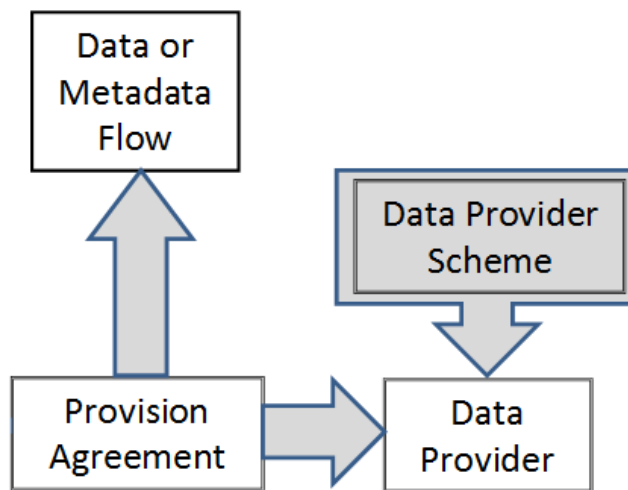 Data or
Metadata
Flow
Data Provider
Scheme
Provision
Agreement
Data
Provider